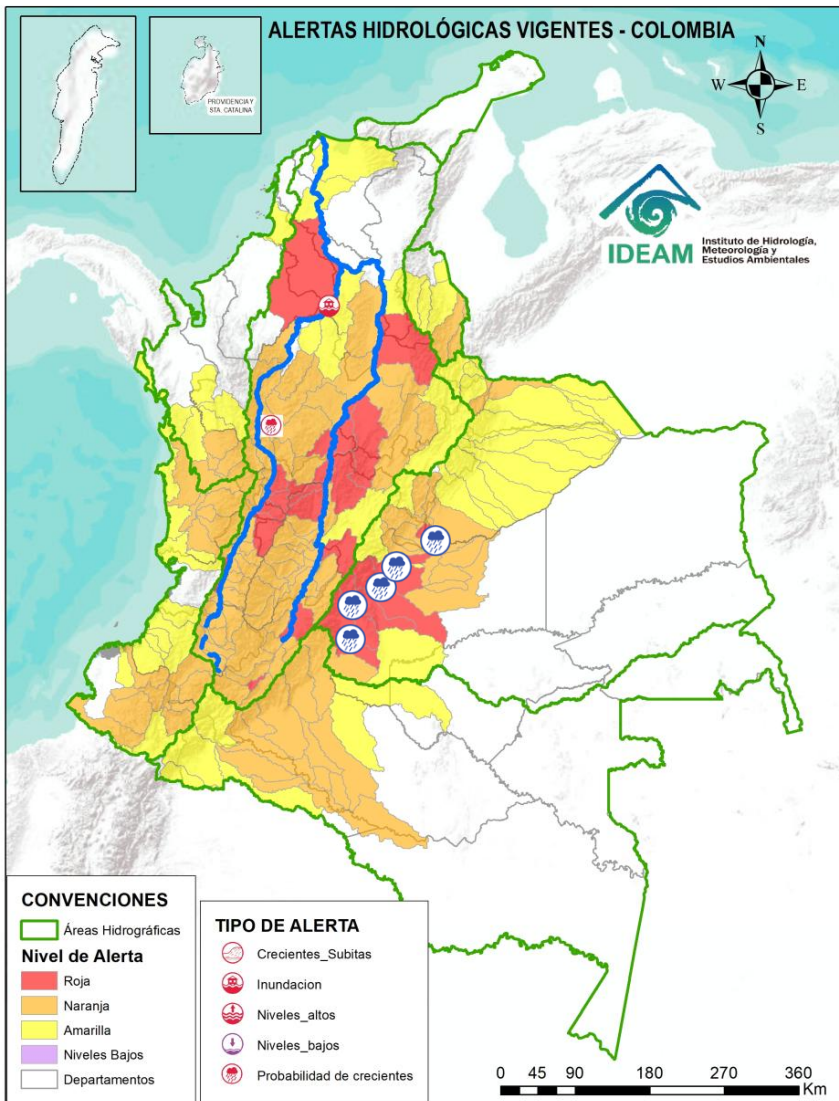 ALERTAS HIDROLÓGICAS VIGENTES - COLOMBIA
PROVIDENCIA Y
STA. CATALINA
N
W
E
S
IDEAM
Instituto de Hidrología,
Meteorología y
Estudios Ambientales
CONVENCIONES
Áreas Hidrográficas
Nivel de Alerta
Roja
Naranja
Amarilla
Niveles Bajos
Departamentos
TIPO DE ALERTA
Crecientes_Subitas
Inundacion
Niveles_altos
Niveles_bajos
Probabilidad de crecientes
0 45 90 180 270 360
Km